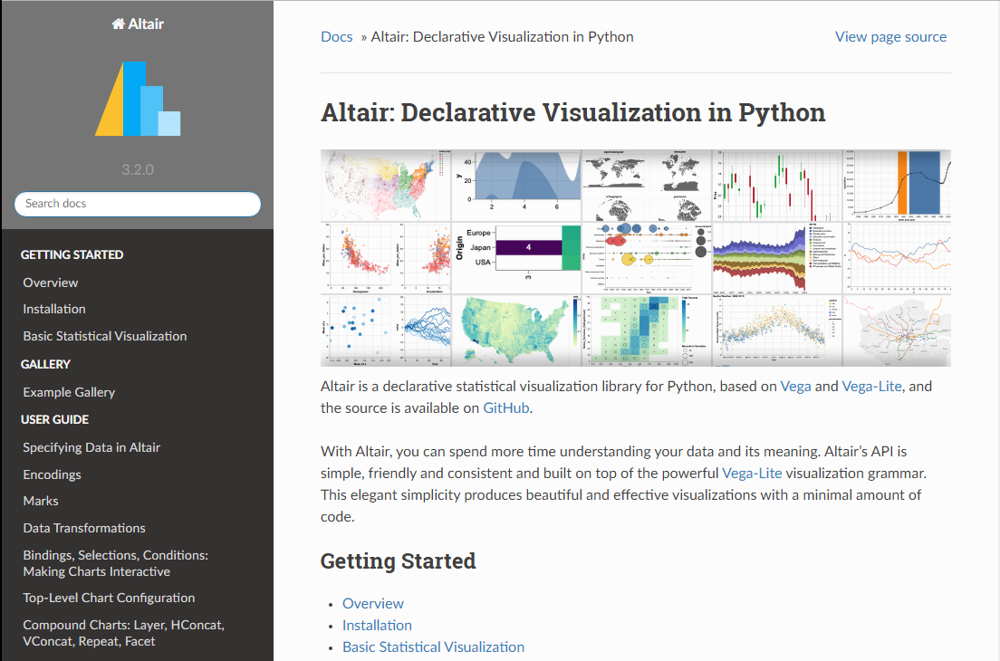 Altair
3.2.0
Search docs
GETTING STARTED
Overview
Installation
Basic Statistical Visualization
GALLERY
Example Gallery
USER GUIDE
Specifying Data in Altair
Encodings
Marks
Data Transformations
Bindings, Selections, Conditions:
Making Charts Interactive
Top-Level Chart Configuration
Compound Charts: Layer, HConcat,
VConcat, Repeat, Facet
Docs » Altair: Declarative Visualization in Python
View page source
Altair: Declarative Visualization in Python
40
20
0
y
2 4 6
Origin
Europe
Japan
USA
4
3
Altair is a declarative statistical visualization library for Python, based on Vega and Vega-Lite, and
the source is available on GitHub.
With Altair, you can spend more time understanding your data and its meaning. Altair's API is
simple, friendly and consistent and built on top of the powerful Vega-Lite visualization grammar.
This elegant simplicity produces beautiful and effective visualizations with a minimal amount of
code.
Getting Started
• Overview
• Installation
• Basic Statistical Visualization